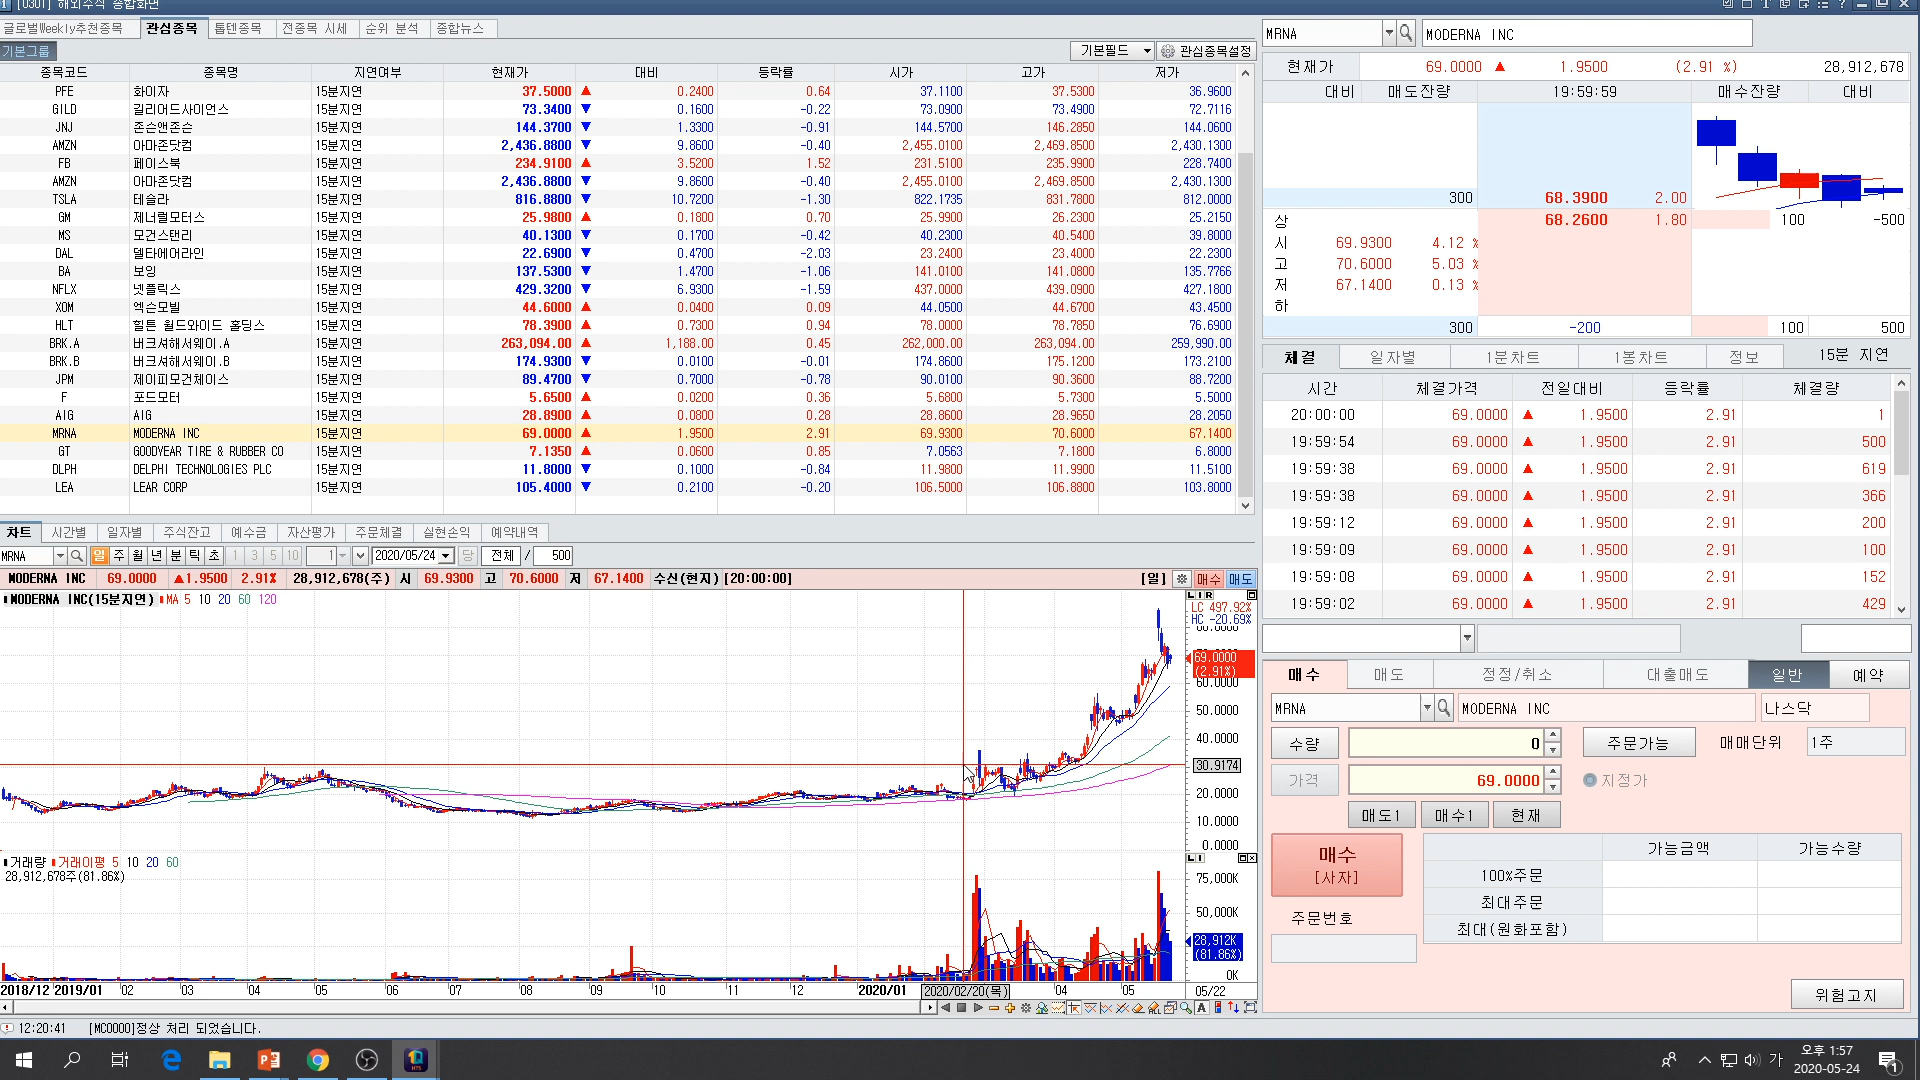 [0301] 해외주식 종합화면
글로벌Weekly추천종목 관심종목 톱텐종목 전종목 시세 순위 분석 종합뉴스
기본그룹 기본필드 관심종목설정
종목코드 종목명 지연여부 현재가 대비 등락률 시가 고가 저가
PFE 화이자 15분지연 37.5000 ▲ 0.2400 0.64 37.1100 37.5300 36.9600
GILD 길리어드사이언스 15분지연 73.3400 ▼ 0.1600 -0.22 73.0900 73.4900 72.7116
JNJ 존슨앤존슨 15분지연 144.3700 ▼ 1.3300 -0.91 144.5700 146.2850 144.0600
AMZN 아마존닷컴 15분지연 2,436.8800 ▼ 9.8600 -0.40 2,455.0100 2,469.8500 2,430.1300
FB 페이스북 15분지연 234.9100 ▲ 3.5200 1.52 231.5100 235.9900 228.7400
AMZN 아마존닷컴 15분지연 2,436.8800 ▼ 9.8600 -0.40 2,455.0100 2,469.8500 2,430.1300
TSLA 테슬라 15분지연 816.8800 ▼ 10.7200 -1.30 822.1735 831.7800 812.0000
GM 제너럴모터스 15분지연 25.9800 ▲ 0.1800 0.70 25.9900 26.2300 25.2150
MS 모건스탠리 15분지연 40.1300 ▼ 0.1700 -0.42 40.2300 40.5400 39.8000
DAL 델타에어라인 15분지연 22.6900 ▼ 0.4700 -2.03 23.2400 23.4000 22.2300
BA 보잉 15분지연 137.5300 ▼ 1.4700 -1.06 141.0100 141.0800 135.7766
NFLX 넷플릭스 15분지연 429.3200 ▼ 6.9300 -1.59 437.0000 439.0900 427.1800
XOM 엑슨모빌 15분지연 44.6000 ▲ 0.0400 0.09 44.0500 44.6700 43.4500
HLT 힐튼 월드와이드 홀딩스 15분지연 78.3900 ▲ 0.7300 0.94 78.0000 78.7850 76.6900
BRK.A 버크셔해서웨이.A 15분지연 263,094.00 ▲ 1,188.00 0.45 262,000.00 263,094.00 259,990.00
BRK.B 버크셔해서웨이.B 15분지연 174.9300 ▼ 0.0100 -0.01 174.8600 175.1200 173.2100
JPM 제이피모건체이스 15분지연 89.4700 ▼ 0.7000 -0.78 90.0100 90.3600 88.7200
F 포드모터 15분지연 5.6500 ▲ 0.0200 0.36 5.6800 5.7300 5.5000
AIG AIG 15분지연 28.8900 ▲ 0.0800 0.28 28.8600 28.9650 28.2050
MRNA MODERNA INC 15분지연 69.0000 ▲ 1.9500 2.91 69.9300 70.6000 67.1400
GT GOODYEAR TIRE & RUBBER CO 15분지연 7.1350 ▲ 0.0600 0.85 7.0563 7.1800 6.8000
DLPH DELPHI TECHNOLOGIES PLC 15분지연 11.8000 ▼ 0.1000 -0.84 11.9800 11.9900 11.5100
LEA LEAR CORP 15분지연 105.4000 ▼ 0.2100 -0.20 106.5000 106.8800 103.8000
차트 시간별 일자별 주식잔고 예수금 자산평가 주문체결 실현손익 예약내역
MRNA 일 주 월 년 분 틱 초 1 3 5 10 1 2020/05/24 당 전체 / 500
MODERNA INC 69.0000 ▲1.9500 2.91% 28,912,678(주) 시 69.9300 고 70.6000 저 67.1400 수신(현지) [20:00:00] [일] 매수 매도
MODERNA INC(15분지연) MA 5 10 20 60 120
LC 497.92%
HC -20.69%
69.0000
(2.91%)
60.0000
50.0000
40.0000
30.9174
20.0000
10.0000
0.0000
거래량 거래이평 5 10 20 60
28,912,678주(81.86%)
75,000K
50,000K
28,912K
(81.86%)
0K
2018/12 2019/01 02 03 04 05 06 07 08 09 10 11 12 2020/01 2020/02/20(목) 04 05 05/22
12:20:41 [MC0000]정상 처리 되었습니다.
MRNA MODERNA INC
현재가 69.0000 ▲ 1.9500 (2.91 %) 28,912,678
대비 매도잔량 19:59:59 매수잔량 대비
300 68.3900 2.00
상 68.2600 1.80 100 -500
시 69.9300 4.12 %
고 70.6000 5.03 %
저 67.1400 0.13 %
하
300 -200 100 500
체결 일자별 1분차트 1봉차트 정보 15분 지연
시간 체결가격 전일대비 등락률 체결량
20:00:00 69.0000 ▲ 1.9500 2.91 1
19:59:54 69.0000 ▲ 1.9500 2.91 500
19:59:38 69.0000 ▲ 1.9500 2.91 619
19:59:38 69.0000 ▲ 1.9500 2.91 366
19:59:12 69.0000 ▲ 1.9500 2.91 200
19:59:09 69.0000 ▲ 1.9500 2.91 100
19:59:08 69.0000 ▲ 1.9500 2.91 152
19:59:02 69.0000 ▲ 1.9500 2.91 429
매수 매도 정정/취소 대출매도 일반 예약
MRNA MODERNA INC 나스닥
수량 0 주문가능 매매단위 1주
가격 69.0000 지정가
매도1 매수1 현재
매수
[사자]
주문번호
가능금액 가능수량
100%주문
최대주문
최대(원화포함)
위험고지
가 오후 1:57
2020-05-24